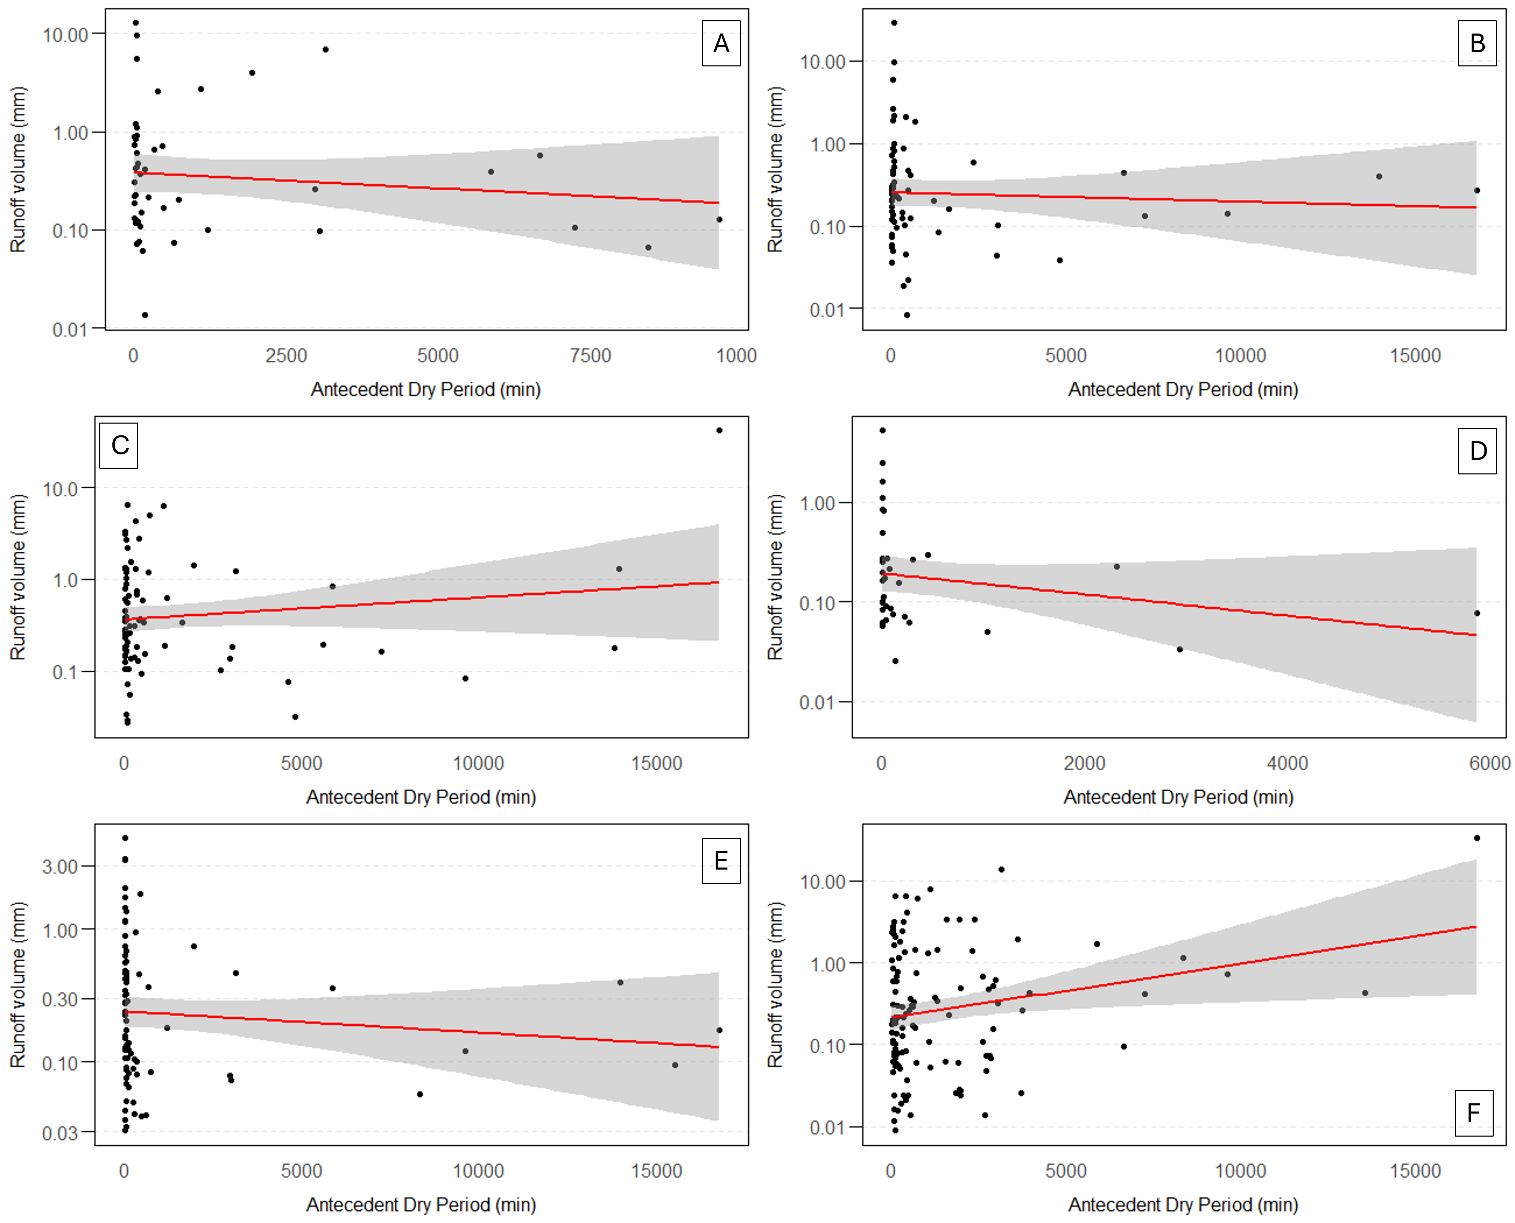 A
Runoff volume (mm)
10.00
1.00
0.10
0.01
0 2500 5000 7500 1000
Antecedent Dry Period (min)
B
Runoff volume (mm)
10.00
1.00
0.10
0.01
0 5000 10000 15000
Antecedent Dry Period (min)
C
Runoff volume (mm)
10.0
1.0
0.1
0 5000 10000 15000
Antecedent Dry Period (min)
D
Runoff volume (mm)
1.00
0.10
0.01
0 2000 4000 6000
Antecedent Dry Period (min)
E
Runoff volume (mm)
3.00
1.00
0.30
0.10
0.03
0 5000 10000 15000
Antecedent Dry Period (min)
F
Runoff volume (mm)
10.00
1.00
0.10
0.01
0 5000 10000 15000
Antecedent Dry Period (min)